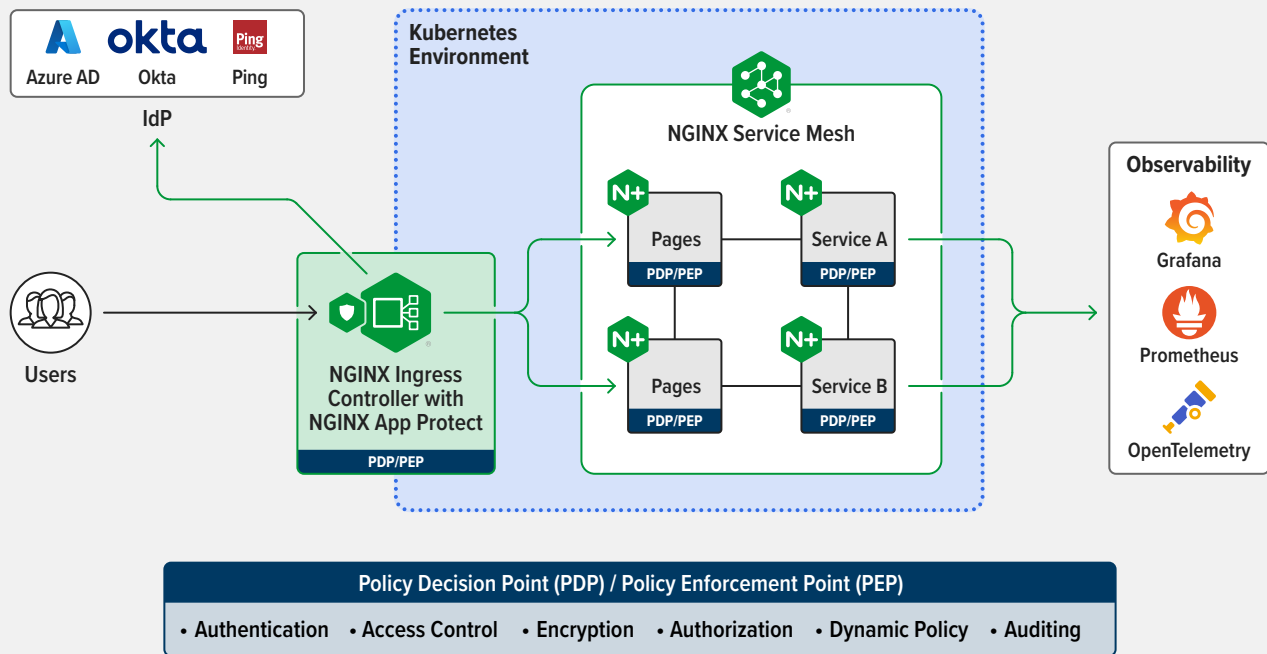 okta
Ping
Identity
Azure AD
Okta
Ping
IdP
Kubernetes
Environment
NGINX Service Mesh
N+
Pages
PDP/PEP
N+
Service A
PDP/PEP
N+
Pages
PDP/PEP
N+
Service B
PDP/PEP
Users
NGINX Ingress
Controller with
NGINX App Protect
PDP/PEP
Observability
Grafana
Prometheus
OpenTelemetry
Policy Decision Point (PDP) / Policy Enforcement Point (PEP)
• Authentication • Access Control • Encryption • Authorization • Dynamic Policy • Auditing